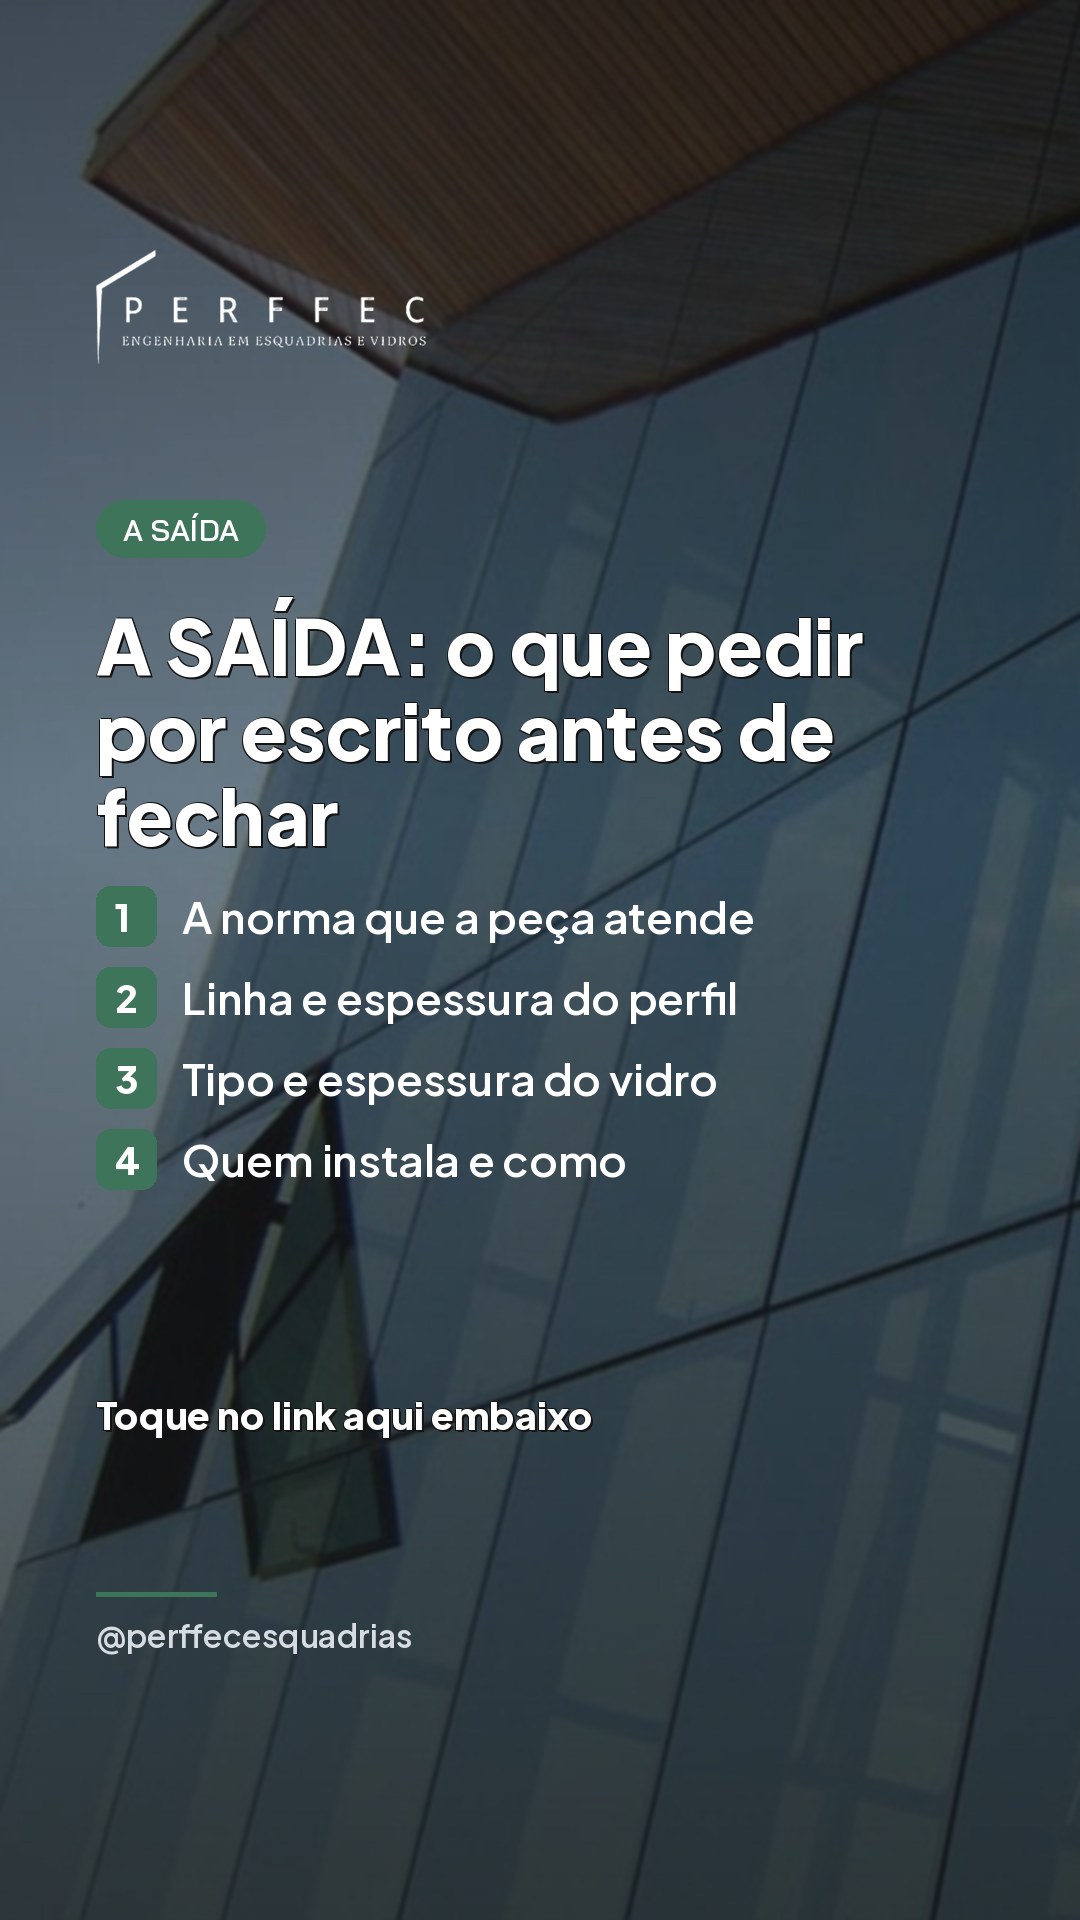 PERFFEC
ENGENHARIA EM ESQUADRIAS E VIDROS
A SAÍDA
A SAÍDA: o que pedir
por escrito antes de
fechar
1 A norma que a peça atende
2 Linha e espessura do perfil
3 Tipo e espessura do vidro
4 Quem instala e como
Toque no link aqui embaixo
@perffecesquadrias